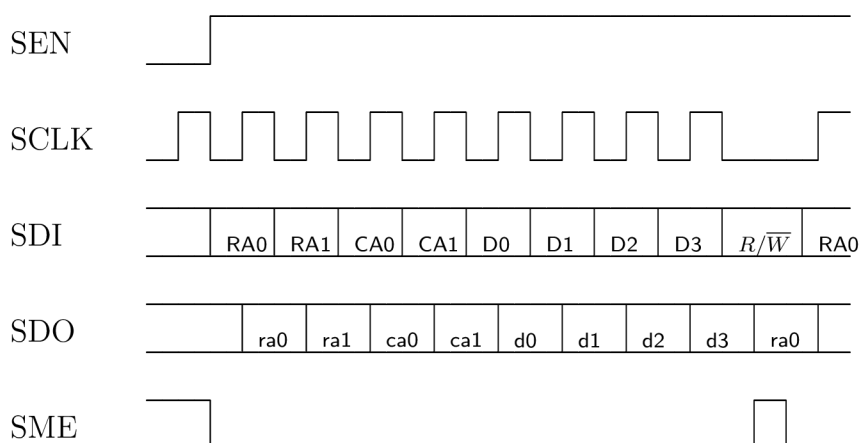 SEN
SCLK
SDI RA0 RA1 CA0 CA1 D0 D1 D2 D3 R/W̅ RA0
SDO ra0 ra1 ca0 ca1 d0 d1 d2 d3 ra0
SME